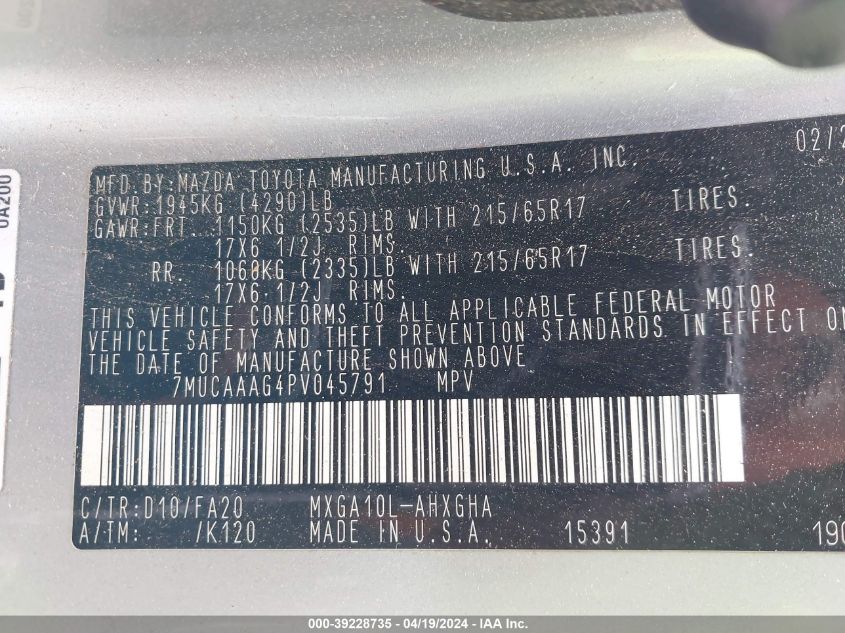 02/2
MFD.BY:MAZDA TOYOTA MANUFACTURING U.S.A. INC.
GVWR:1945KG (4290)LB
GAWR:FRT. 1150KG (2535)LB WITH 215/65R17 TIRES.
17X6 1/2J RIMS.
RR. 1060KG (2335)LB WITH 215/65R17 TIRES.
17X6 1/2J RIMS.
THIS VEHICLE CONFORMS TO ALL APPLICABLE FEDERAL MOTOR
VEHICLE SAFETY AND THEFT PREVENTION STANDARDS IN EFFECT ON
THE DATE OF MANUFACTURE SHOWN ABOVE
7MUCAAAG4PV045791 MPV
C/TR:D10/FA20 MXGA10L-AHXGHA
A/TM: /K120 MADE IN U.S.A. 15391 190
0A200
000-39228735 - 04/19/2024 - IAA Inc.